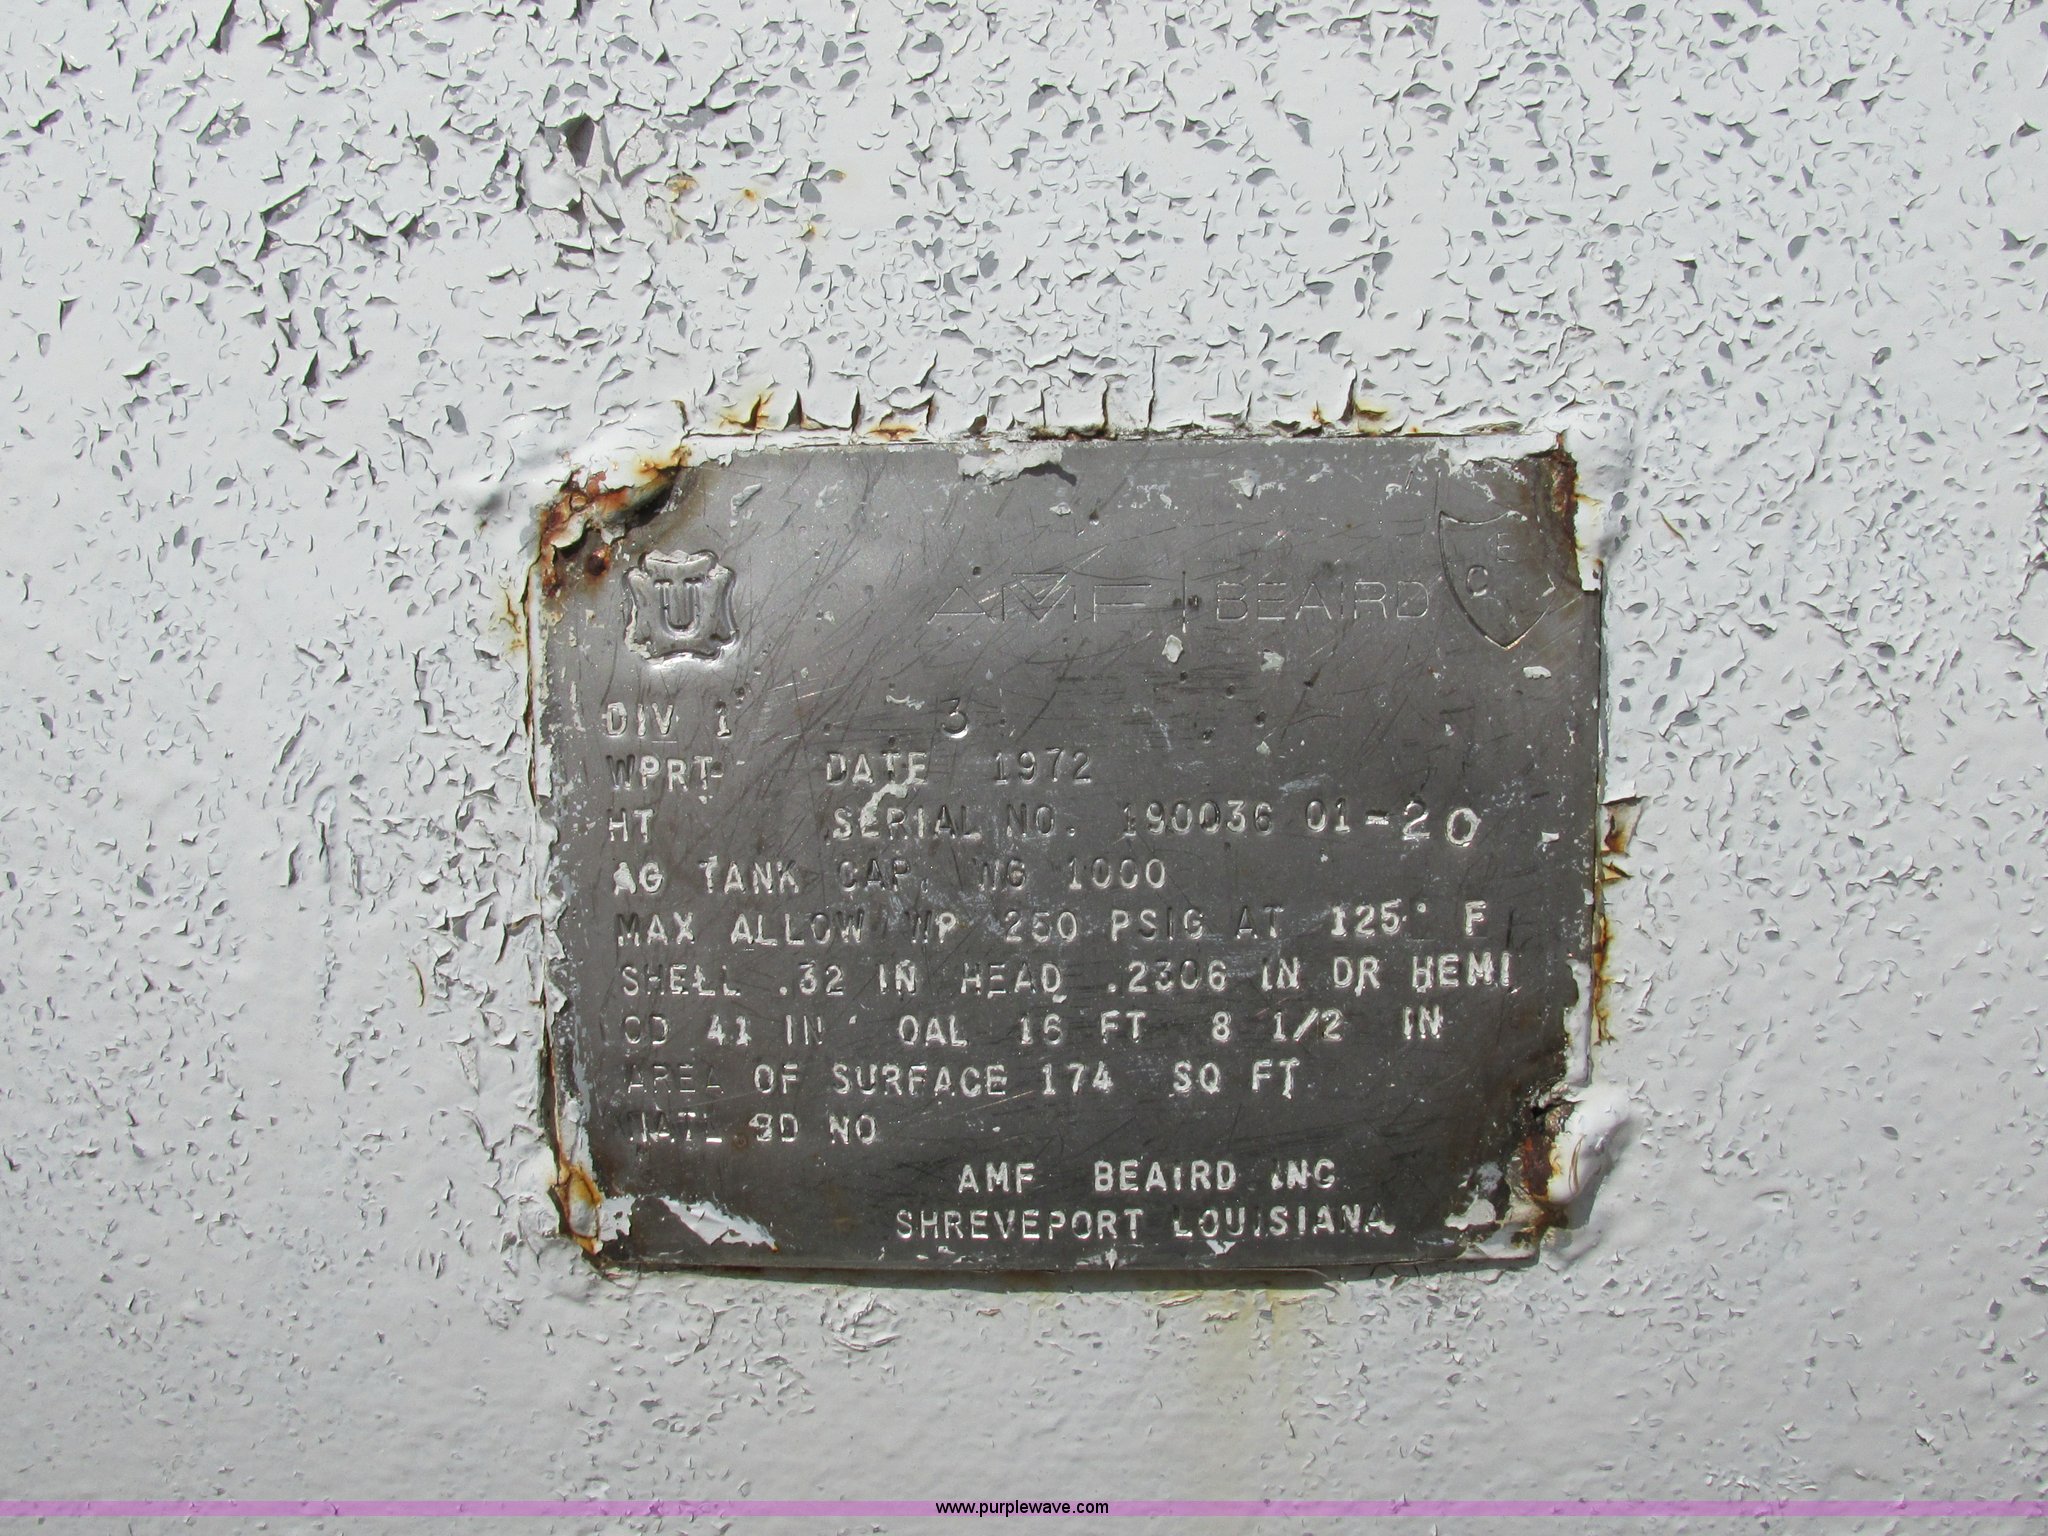 U AMF | BEAIRD C E
DIV 1 3
WPRT DATE 1972
HT SERIAL NO. 190036 01-20
AG TANK CAP. WG 1000
MAX ALLOW WP 250 PSIG AT 125° F
SHELL .32 IN HEAD .2306 IN DR HEMI
OD 41 IN OAL 16 FT 8 1/2 IN
AREA OF SURFACE 174 SQ FT
MATL BD NO
AMF BEAIRD INC
SHREVEPORT LOUISIANA
www.purplewave.com